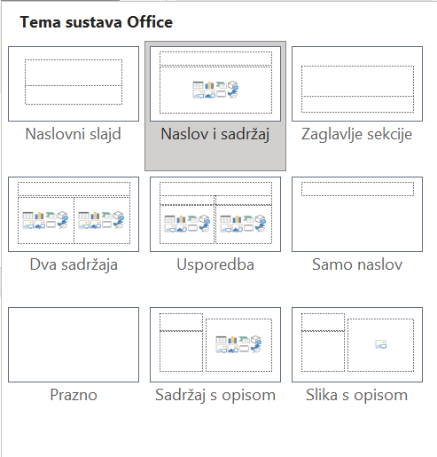 Tema sustava Office
Naslovni slajd
Naslov i sadržaj
Zaglavlje sekcije
Dva sadržaja
Usporedba
Samo naslov
Prazno
Sadržaj s opisom
Slika s opisom